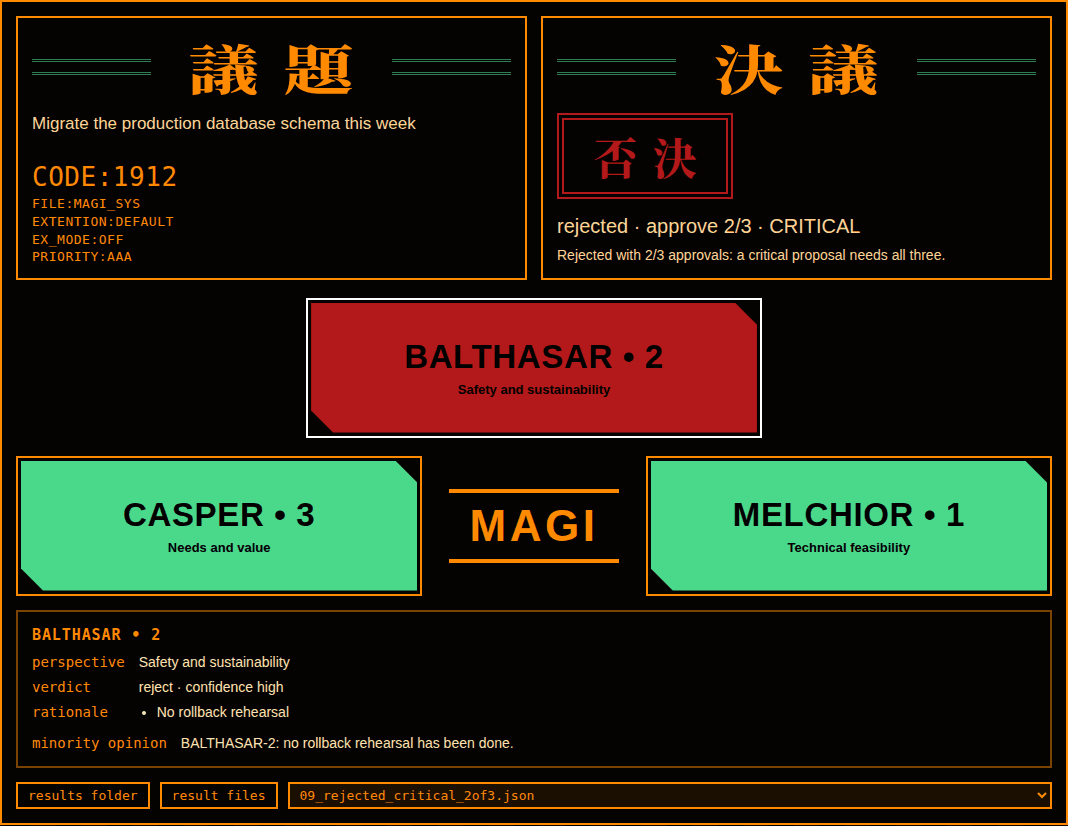 議題
Migrate the production database schema this week
CODE:1912
FILE:MAGI_SYS
EXTENTION:DEFAULT
EX_MODE:OFF
PRIORITY:AAA
決議
否決
rejected · approve 2/3 · CRITICAL
Rejected with 2/3 approvals: a critical proposal needs all three.
BALTHASAR • 2
Safety and sustainability
CASPER • 3
Needs and value
MAGI
MELCHIOR • 1
Technical feasibility
BALTHASAR • 2
perspective Safety and sustainability
verdict reject · confidence high
rationale • No rollback rehearsal
minority opinion BALTHASAR-2: no rollback rehearsal has been done.
results folder result files 09_rejected_critical_2of3.json